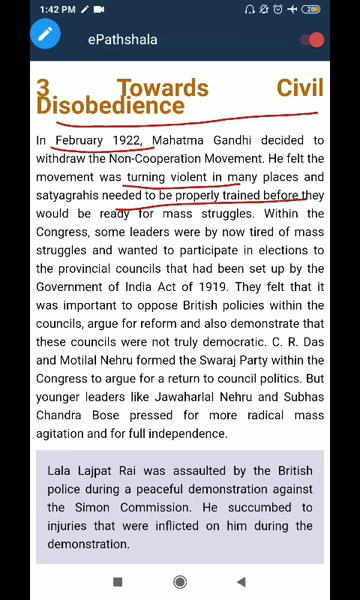 1:42 PM
28
ePathshala
3 Towards Civil
Disobedience
In February 1922, Mahatma Gandhi decided to
withdraw the Non-Cooperation Movement. He felt the
movement was turning violent in many places and
satyagrahis needed to be properly trained before they
would be ready for mass struggles. Within the
Congress, some leaders were by now tired of mass
struggles and wanted to participate in elections to
the provincial councils that had been set up by the
Government of India Act of 1919. They felt that it
was important to oppose British policies within the
councils, argue for reform and also demonstrate that
these councils were not truly democratic. C. R. Das
and Motilal Nehru formed the Swaraj Party within the
Congress to argue for a return to council politics. But
younger leaders like Jawaharlal Nehru and Subhas
Chandra Bose pressed for more radical mass
agitation and for full independence.
Lala Lajpat Rai was assaulted by the British
police during a peaceful demonstration against
the Simon Commission. He succumbed to
injuries that were inflicted on him during the
demonstration.